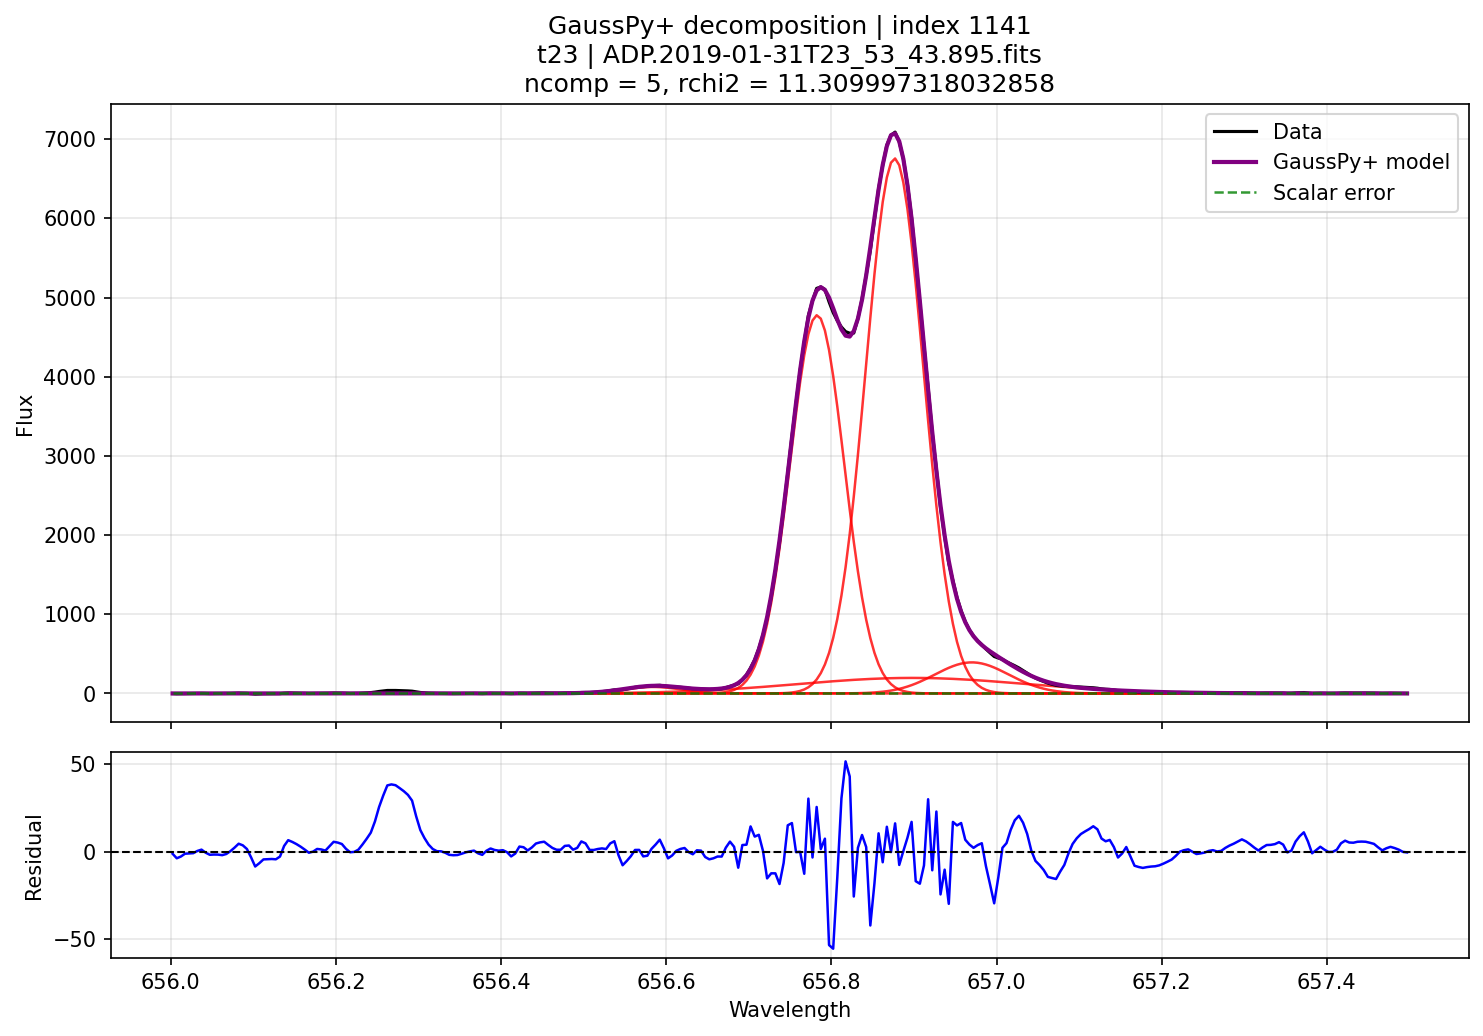 GaussPy+ decomposition | index 1141
t23 | ADP.2019-01-31T23_53_43.895.fits
ncomp = 5, rchi2 = 11.309997318032858
Data
GaussPy+ model
Scalar error
7000
6000
5000
4000
3000
2000
1000
0
Flux
50
0
−50
Residual
656.0
656.2
656.4
656.6
656.8
657.0
657.2
657.4
Wavelength